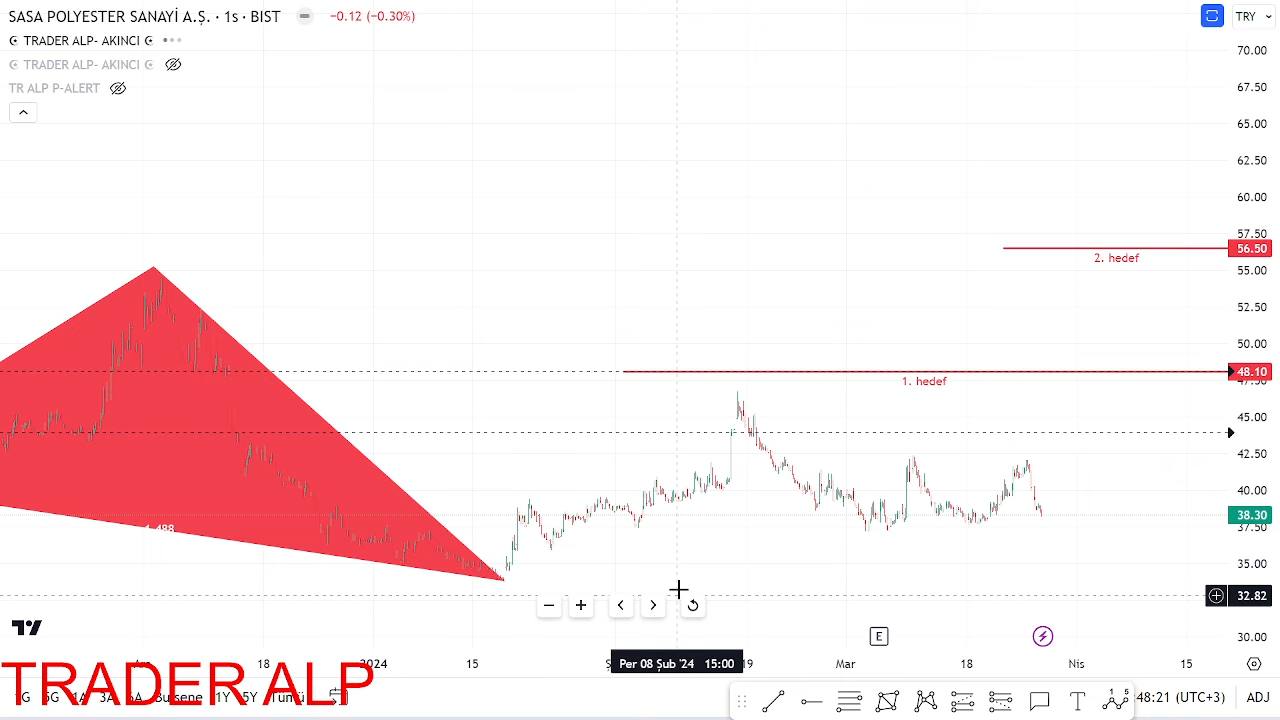 SASA POLYESTER SANAYİ A.Ş. · 1s · BIST −0.12 (−0.30%) TRY
TRADER ALP- AKINCI
TRADER ALP- AKINCI
TR ALP P-ALERT
70.00
67.50
65.00
62.50
60.00
57.50
56.50
2. hedef
55.00
52.50
50.00
48.10
1. hedef
45.00
42.50
40.00
38.30
37.50
35.00
32.82
30.00
E
18 2024 15 Per 08 Şub '24 15:00 19 Mar 18 Nis 15
TRADER ALP
48:21 (UTC+3) ADJ